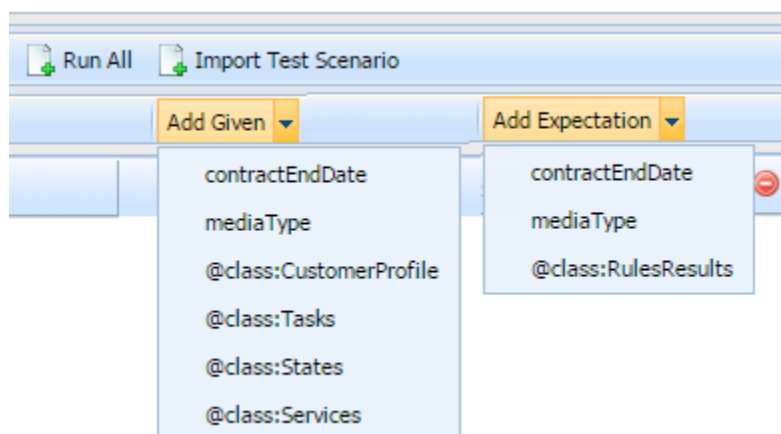 Run All Import Test Scenario
Add Given Add Expectation
contractEndDate
mediaType
@class:CustomerProfile
@class:Tasks
@class:States
@class:Services
contractEndDate
mediaType
@class:RulesResults